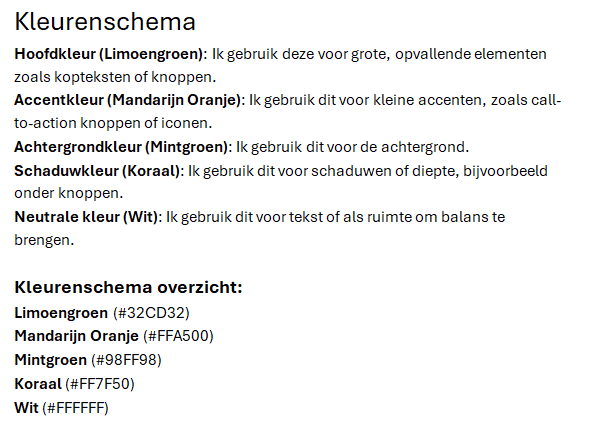 Kleurenschema
Hoofdkleur (Limoengroen): Ik gebruik deze voor grote, opvallende elementen
zoals kopteksten of knoppen.
Accentkleur (Mandarijn Oranje): Ik gebruik dit voor kleine accenten, zoals call-
to-action knoppen of iconen.
Achtergrondkleur (Mintgroen): Ik gebruik dit voor de achtergrond.
Schaduwkleur (Koraal): Ik gebruik dit voor schaduwen of diepte, bijvoorbeeld
onder knoppen.
Neutrale kleur (Wit): Ik gebruik dit voor tekst of als ruimte om balans te
brengen.
Kleurenschema overzicht:
Limoengroen (#32CD32)
Mandarijn Oranje (#FFA500)
Mintgroen (#98FF98)
Koraal (#FF7F50)
Wit (#FFFFFF)